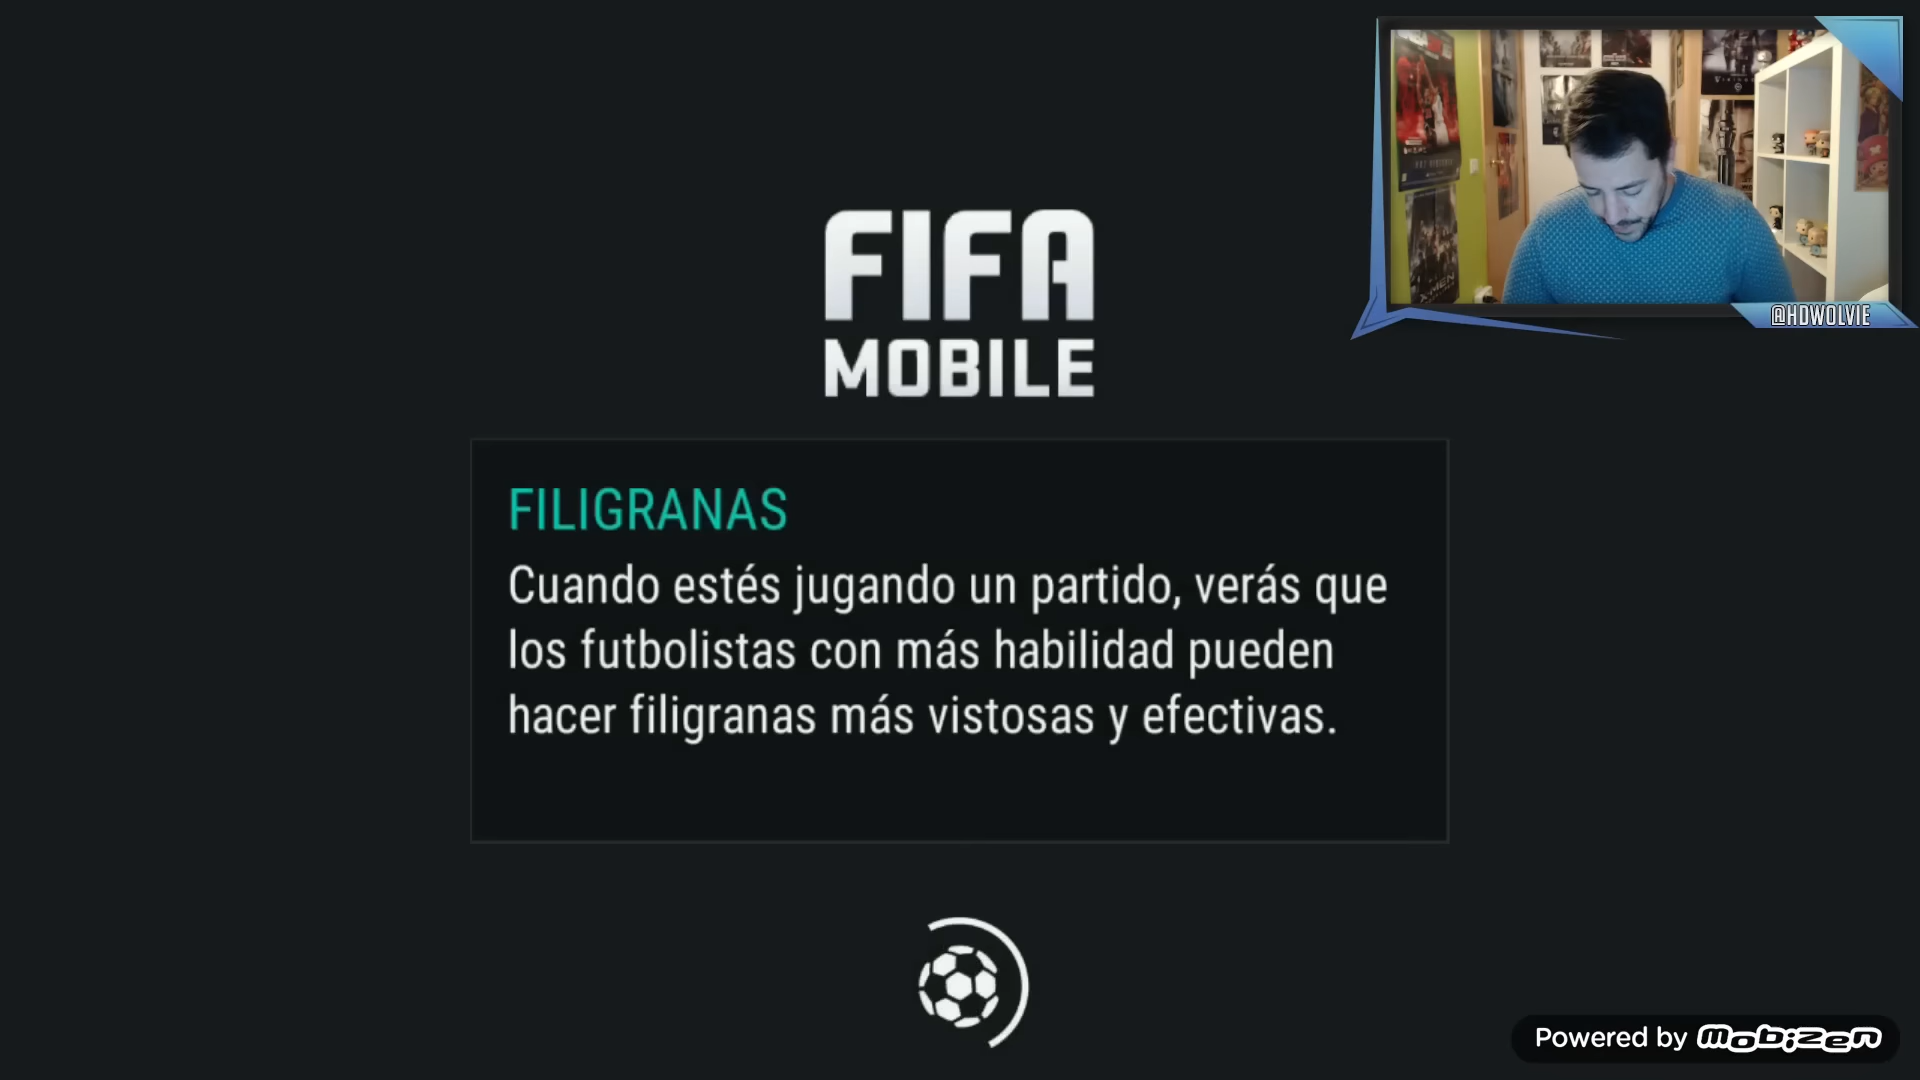 @HDWOLVIE
FIFA
MOBILE
FILIGRANAS
Cuando estés jugando un partido, verás que
los futbolistas con más habilidad pueden
hacer filigranas más vistosas y efectivas.
Powered by Mobizen